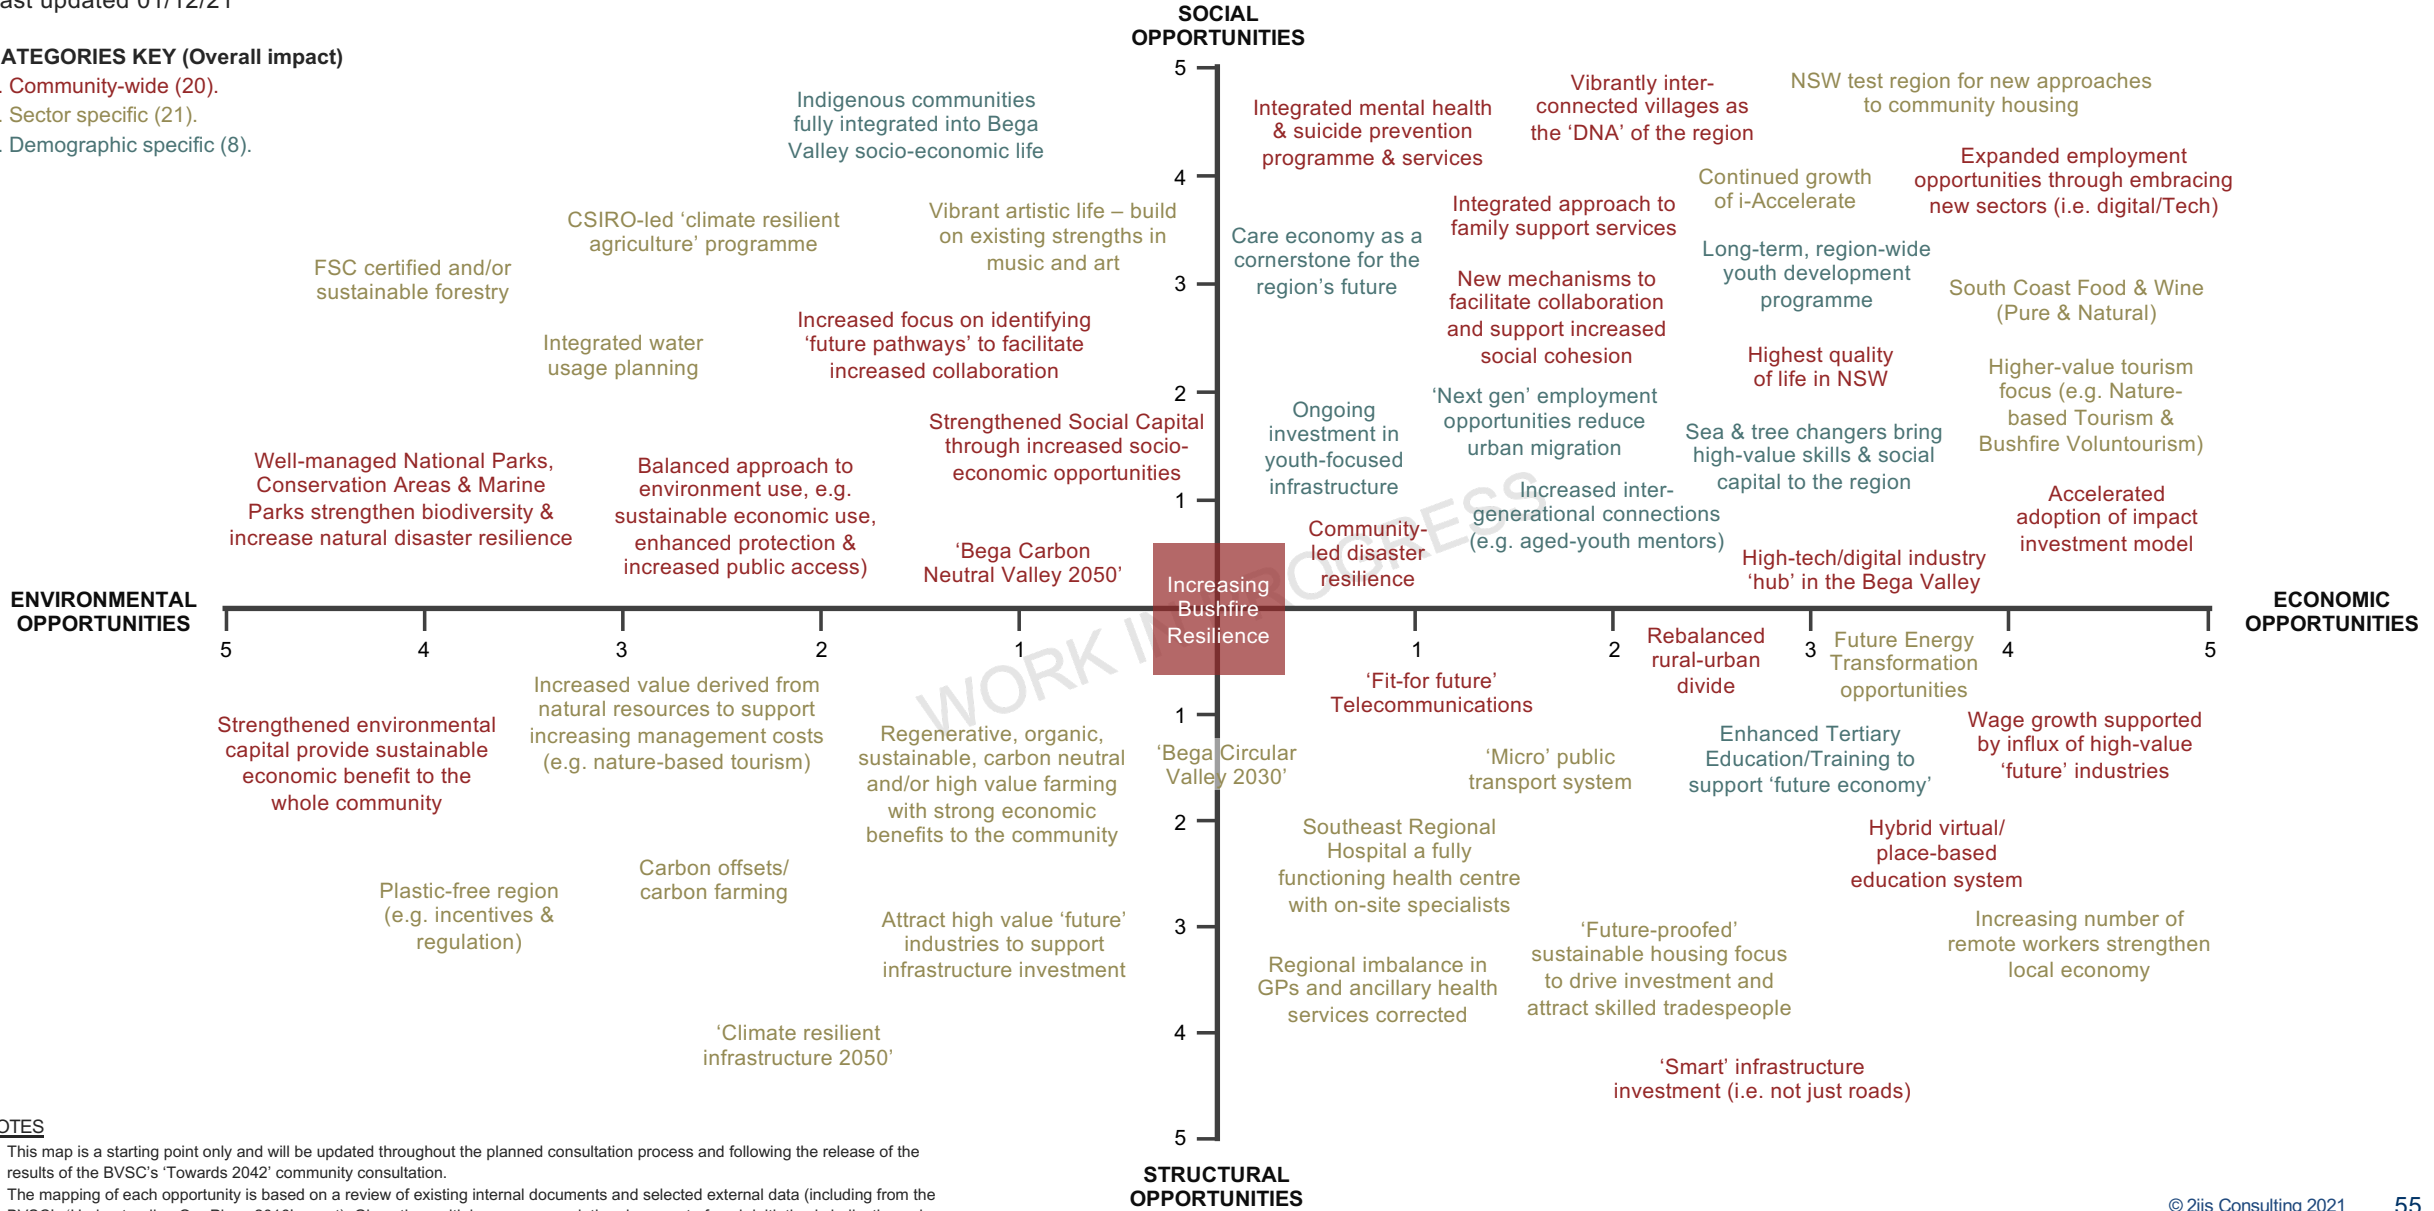 ast updated 01/12/21
ATEGORIES KEY (Overall impact)
. Community-wide (20).
. Sector specific (21).
. Demographic specific (8).
SOCIAL
OPPORTUNITIES
5
4
3
2
1
Indigenous communities
fully integrated into Bega
Valley socio-economic life
CSIRO-led ‘climate resilient
agriculture’ programme
Vibrant artistic life – build
on existing strengths in
music and art
FSC certified and/or
sustainable forestry
Integrated water
usage planning
Increased focus on identifying
‘future pathways’ to facilitate
increased collaboration
Strengthened Social Capital
through increased socio-
economic opportunities
Well-managed National Parks,
Conservation Areas & Marine
Parks strengthen biodiversity &
increase natural disaster resilience
Balanced approach to
environment use, e.g.
sustainable economic use,
enhanced protection &
increased public access)
‘Bega Carbon
Neutral Valley 2050’
Integrated mental health
& suicide prevention
programme & services
Vibrantly inter-
connected villages as
the ‘DNA’ of the region
NSW test region for new approaches
to community housing
Expanded employment
opportunities through embracing
new sectors (i.e. digital/Tech)
Continued growth
of i-Accelerate
Integrated approach to
family support services
Care economy as a
cornerstone for the
region’s future
Long-term, region-wide
youth development
programme
New mechanisms to
facilitate collaboration
and support increased
social cohesion
South Coast Food & Wine
(Pure & Natural)
Highest quality
of life in NSW
Higher-value tourism
focus (e.g. Nature-
based Tourism &
Bushfire Voluntourism)
‘Next gen’ employment
opportunities reduce
urban migration
Ongoing
investment in
youth-focused
infrastructure
Sea & tree changers bring
high-value skills & social
capital to the region
Increased inter-
generational connections
(e.g. aged-youth mentors)
Accelerated
adoption of impact
investment model
Community-
led disaster
resilience
High-tech/digital industry
‘hub’ in the Bega Valley
WORK IN PROGRESS
Increasing
Bushfire
Resilience
ENVIRONMENTAL
OPPORTUNITIES
5 4 3 2 1 1 2 3 4 5
ECONOMIC
OPPORTUNITIES
Strengthened environmental
capital provide sustainable
economic benefit to the
whole community
Increased value derived from
natural resources to support
increasing management costs
(e.g. nature-based tourism)
Regenerative, organic,
sustainable, carbon neutral
and/or high value farming
with strong economic
benefits to the community
‘Bega Circular
Valley 2030’
Carbon offsets/
carbon farming
Plastic-free region
(e.g. incentives &
regulation)
Attract high value ‘future’
industries to support
infrastructure investment
‘Climate resilient
infrastructure 2050’
Rebalanced
rural-urban
divide
Future Energy
Transformation
opportunities
‘Fit-for future’
Telecommunications
Wage growth supported
by influx of high-value
‘future’ industries
Enhanced Tertiary
Education/Training to
support ‘future economy’
‘Micro’ public
transport system
Southeast Regional
Hospital a fully
functioning health centre
with on-site specialists
Hybrid virtual/
place-based
education system
Increasing number of
remote workers strengthen
local economy
‘Future-proofed’
sustainable housing focus
to drive investment and
attract skilled tradespeople
Regional imbalance in
GPs and ancillary health
services corrected
‘Smart’ infrastructure
investment (i.e. not just roads)
1
2
3
4
5
STRUCTURAL
OPPORTUNITIES
OTES
This map is a starting point only and will be updated throughout the planned consultation process and following the release of the
results of the BVSC’s ‘Towards 2042’ community consultation.
The mapping of each opportunity is based on a review of existing internal documents and selected external data (including from the
© 2iis Consulting 2021 55